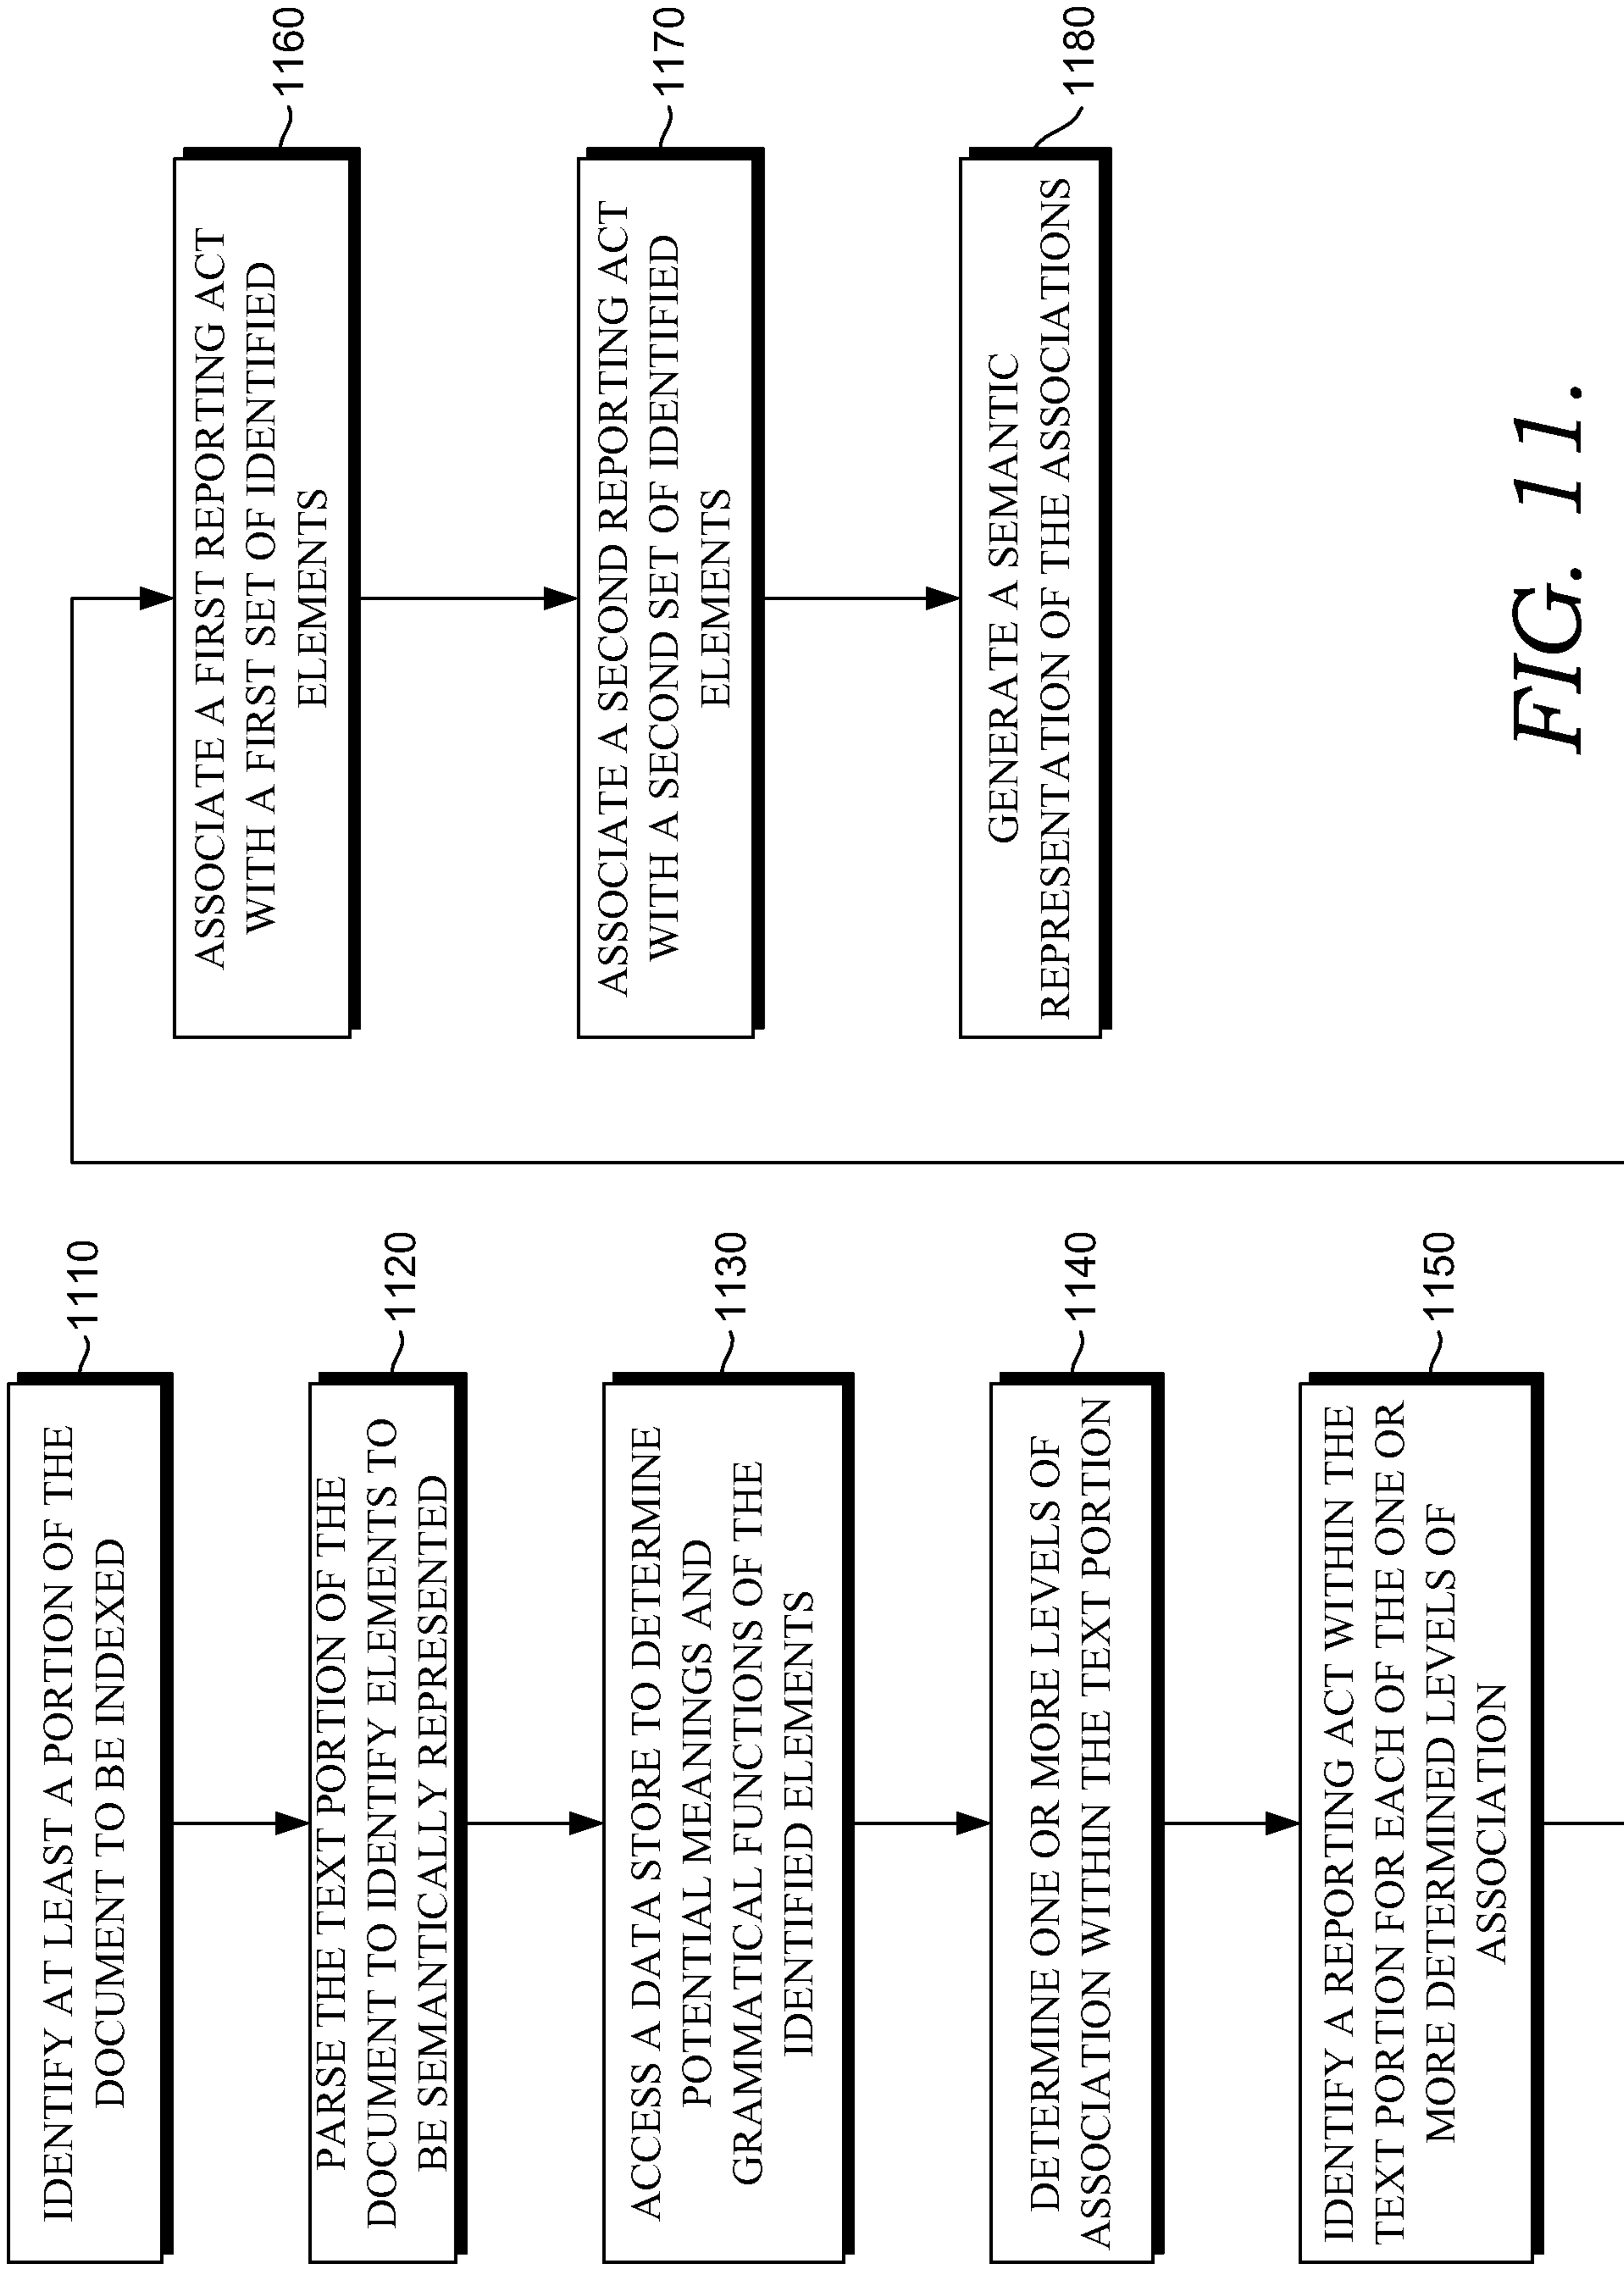 IDENTIFY AT LEAST A PORTION OF THE
DOCUMENT TO BE INDEXED
1110
PARSE THE TEXT PORTION OF THE
DOCUMENT TO IDENTIFY ELEMENTS TO
BE SEMANTICALLY REPRESENTED
1120
ACCESS A DATA STORE TO DETERMINE
POTENTIAL MEANINGS AND
GRAMMATICAL FUNCTIONS OF THE
IDENTIFIED ELEMENTS
1130
DETERMINE ONE OR MORE LEVELS OF
ASSOCIATION WITHIN THE TEXT PORTION
1140
IDENTIFY A REPORTING ACT WITHIN THE
TEXT PORTION FOR EACH OF THE ONE OR
MORE DETERMINED LEVELS OF
ASSOCIATION
1150
ASSOCIATE A FIRST REPORTING ACT
WITH A FIRST SET OF IDENTIFIED
ELEMENTS
1160
ASSOCIATE A SECOND REPORTING ACT
WITH A SECOND SET OF IDENTIFIED
ELEMENTS
1170
GENERATE A SEMANTIC
REPRESENTATION OF THE ASSOCIATIONS
1180
FIG. 11.